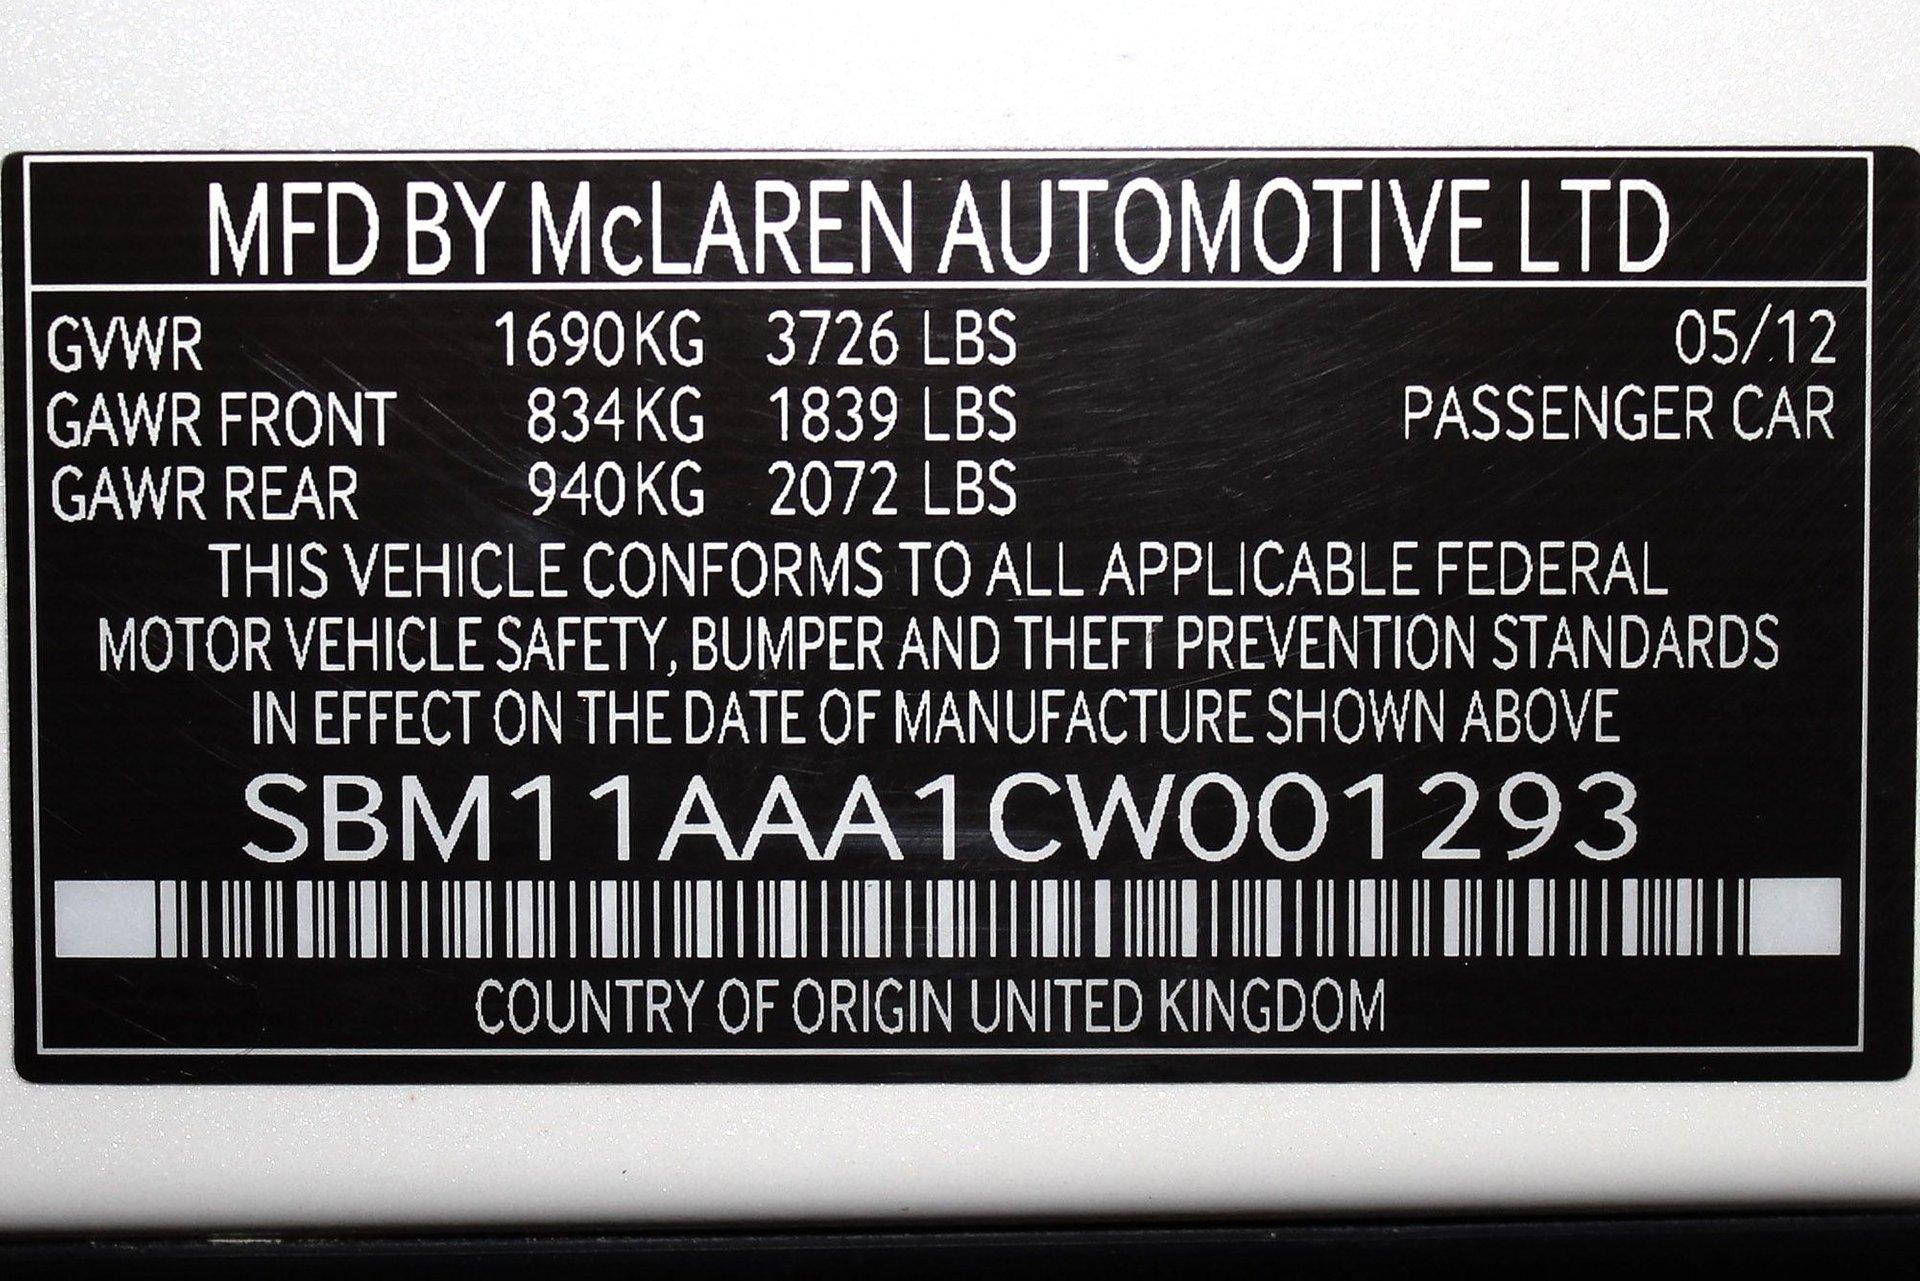 MFD BY McLAREN AUTOMOTIVE LTD
GVWR 1690KG 3726 LBS 05/12
GAWR FRONT 834KG 1839 LBS PASSENGER CAR
GAWR REAR 940KG 2072 LBS
THIS VEHICLE CONFORMS TO ALL APPLICABLE FEDERAL
MOTOR VEHICLE SAFETY, BUMPER AND THEFT PREVENTION STANDARDS
IN EFFECT ON THE DATE OF MANUFACTURE SHOWN ABOVE
SBM11AAA1CW001293
COUNTRY OF ORIGIN UNITED KINGDOM